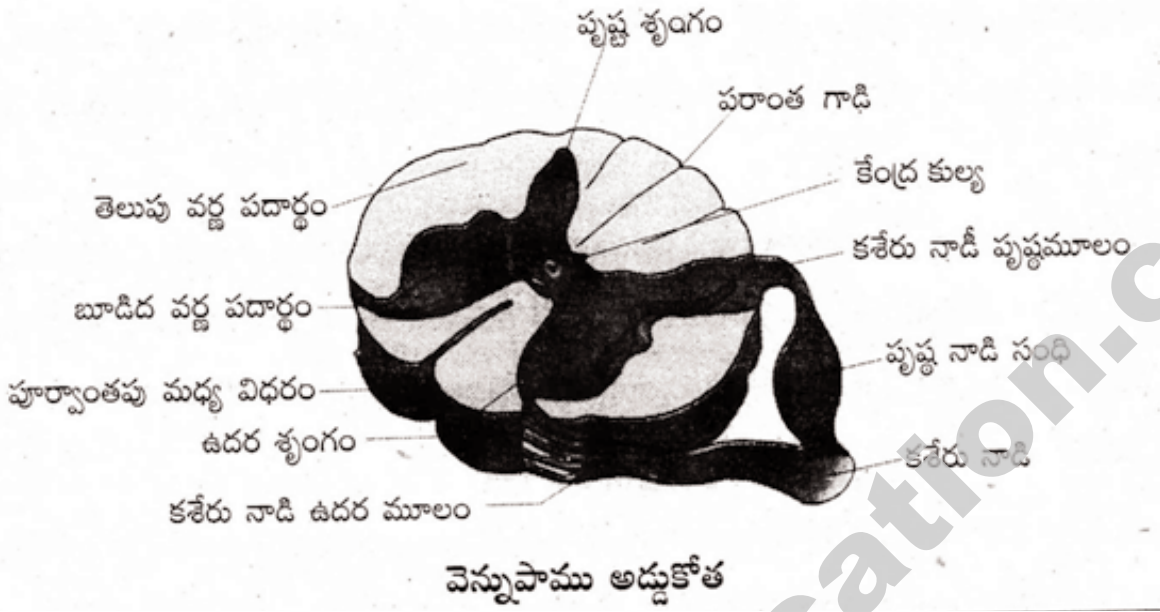 పృష్ట శృంగం
పరాంత గాడి
కేంద్ర కుల్య
తెలుపు వర్ణ పదార్థం
కశేరు నాడీ పృష్ఠమూలం
బూడిద వర్ణ పదార్థం
పృష్ఠ నాడి సంధి
పూర్వాంతపు మధ్య విధరం
ఉదర శృంగం
కశేరు నాడి
కశేరు నాడి ఉదర మూలం
వెన్నుపాము అడ్డుకోత